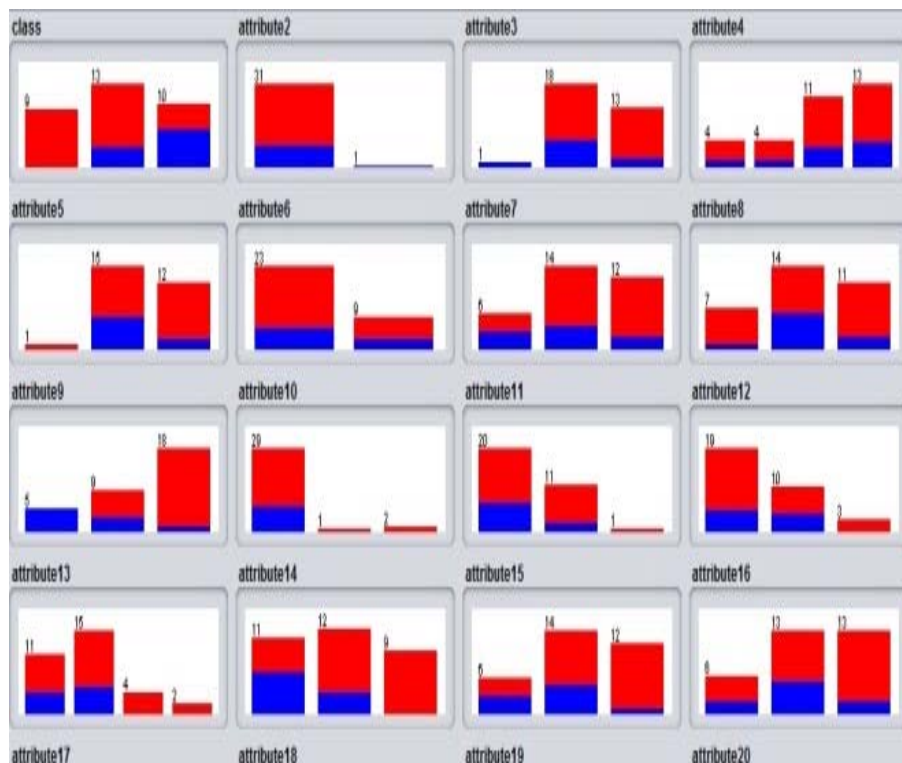 class attribute2 attribute3 attribute4
9 13 10 31 1 1 18 13 4 4 11 13
attribute5 attribute6 attribute7 attribute8
1 15 12 23 9 6 14 12 7 14 11
attribute9 attribute10 attribute11 attribute12
5 9 18 29 1 2 20 11 1 19 10 3
attribute13 attribute14 attribute15 attribute16
11 15 4 2 11 12 9 6 14 12 6 13 13
attribute17 attribute18 attribute19 attribute20